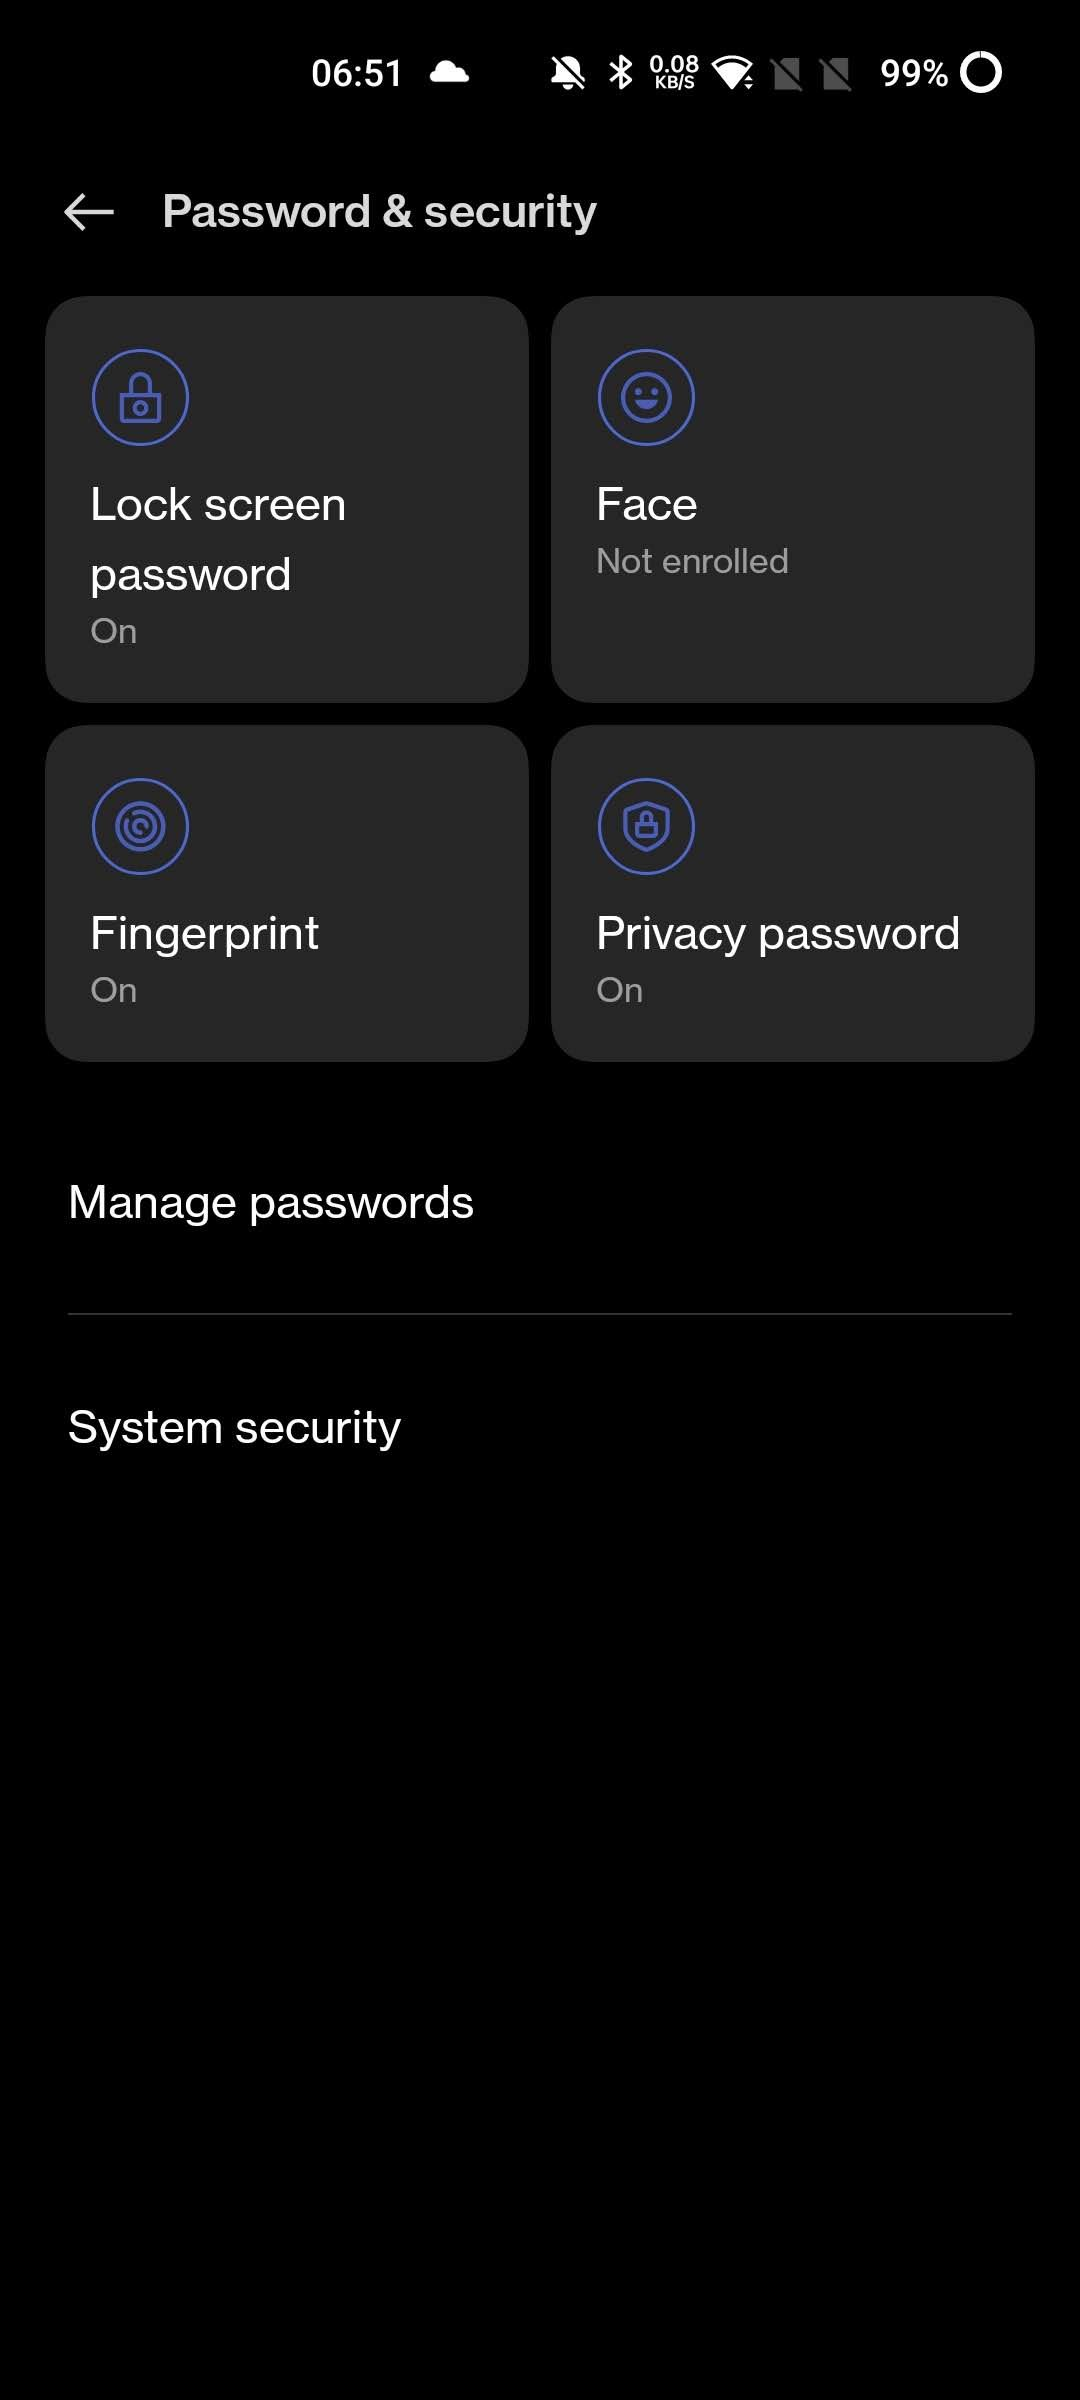 06:51 0.08 KB/S 99%
Password & security
Lock screen
password
On
Face
Not enrolled
Fingerprint
On
Privacy password
On
Manage passwords
System security